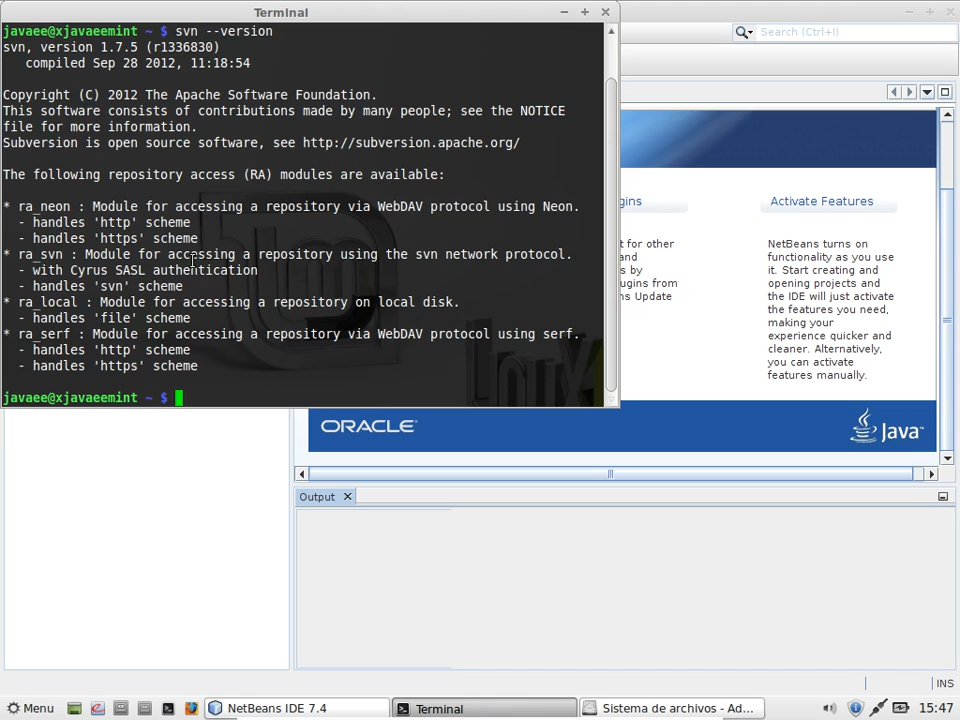 Terminal
javaee@xjavaeemint ~ $ svn --version
svn, version 1.7.5 (r1336830)
   compiled Sep 28 2012, 11:18:54
Copyright (C) 2012 The Apache Software Foundation.
This software consists of contributions made by many people; see the NOTICE
file for more information.
Subversion is open source software, see http://subversion.apache.org/
The following repository access (RA) modules are available:
* ra_neon : Module for accessing a repository via WebDAV protocol using Neon.
  - handles 'http' scheme
  - handles 'https' scheme
* ra_svn : Module for accessing a repository using the svn network protocol.
  - with Cyrus SASL authentication
  - handles 'svn' scheme
* ra_local : Module for accessing a repository on local disk.
  - handles 'file' scheme
* ra_serf : Module for accessing a repository via WebDAV protocol using serf.
  - handles 'http' scheme
  - handles 'https' scheme
javaee@xjavaeemint ~ $
Search (Ctrl+I)
gins
t for other
and
s by
gins from
ns Update
Activate Features
NetBeans turns on
functionality as you use
it. Start creating and
opening projects and
the IDE will just activate
the features you need,
making your
experience quicker and
cleaner. Alternatively,
you can activate
features manually.
ORACLE
Java
Output
INS
Menu
NetBeans IDE 7.4
Terminal
Sistema de archivos - Ad...
15:47